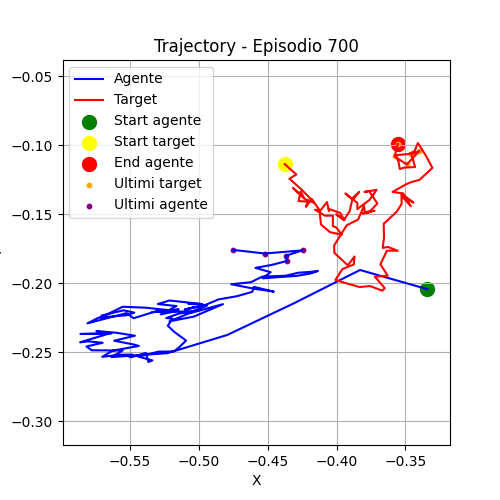 Trajectory - Episodio 700
−0.05
−0.10
−0.15
−0.20
−0.25
−0.30
Agente
Target
Start agente
Start target
End agente
Ultimi target
Ultimi agente
−0.55 −0.50 −0.45 −0.40 −0.35
X